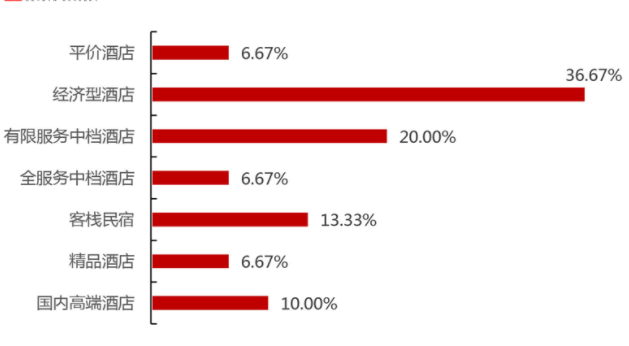 平价酒店 6.67%
经济型酒店 36.67%
有限服务中档酒店 20.00%
全服务中档酒店 6.67%
客栈民宿 13.33%
精品酒店 6.67%
国内高端酒店 10.00%